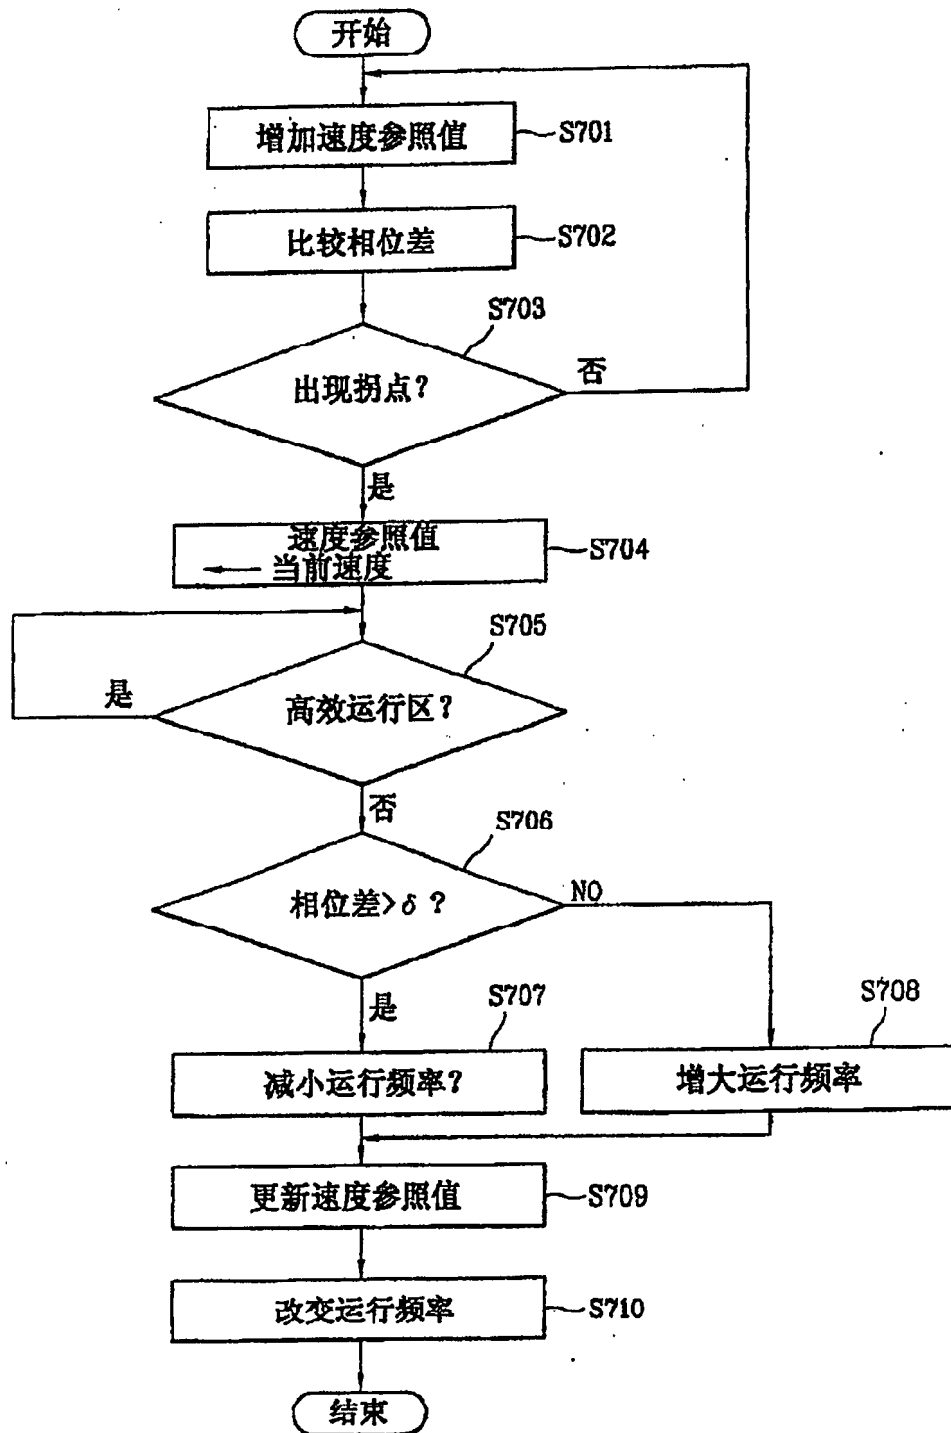 开始
增加速度参照值
S701
比较相位差
S702
S703
出现拐点？
否
是
速度参照值
← 当前速度
S704
S705
高效运行区？
是
否
S706
相位差>δ？
NO
是
S707
减小运行频率？
S708
增大运行频率
更新速度参照值
S709
改变运行频率
S710
结束